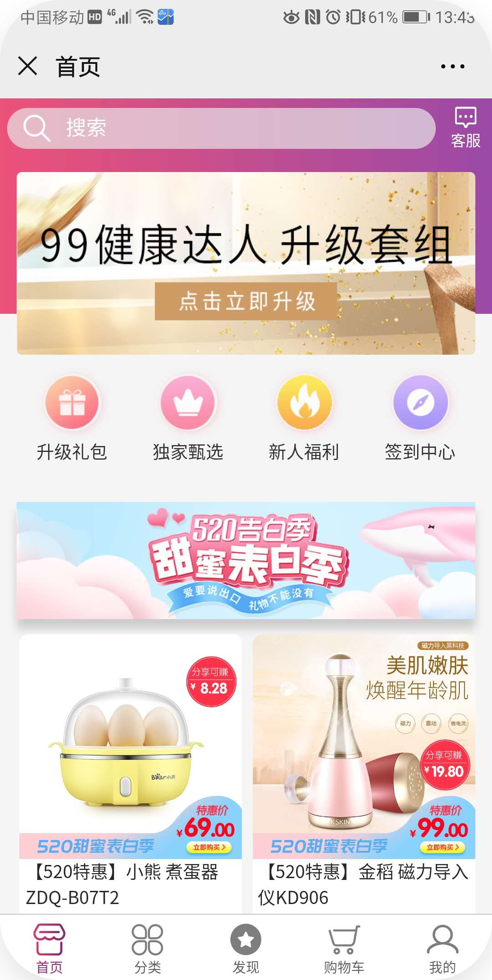 中国移动 HD 4G 61% 13:43
首页
搜索
客服
99健康达人 升级套组
点击立即升级
升级礼包
独家甄选
新人福利
签到中心
520告白季
甜蜜表白季
爱要说出口 礼物不能没有
分享可赚
¥8.28
Bear小熊
特惠价
¥69.00
520甜蜜表白季
立即购买
【520特惠】小熊 煮蛋器
ZDQ-B07T2
磁力导入黑科技
美肌嫩肤
焕醒年龄肌
磁力
震动
微电流
分享可赚
¥19.80
K·SKIN
特惠价
¥99.00
520甜蜜表白季
立即购买
【520特惠】金稻 磁力导入
仪KD906
首页
分类
发现
购物车
我的